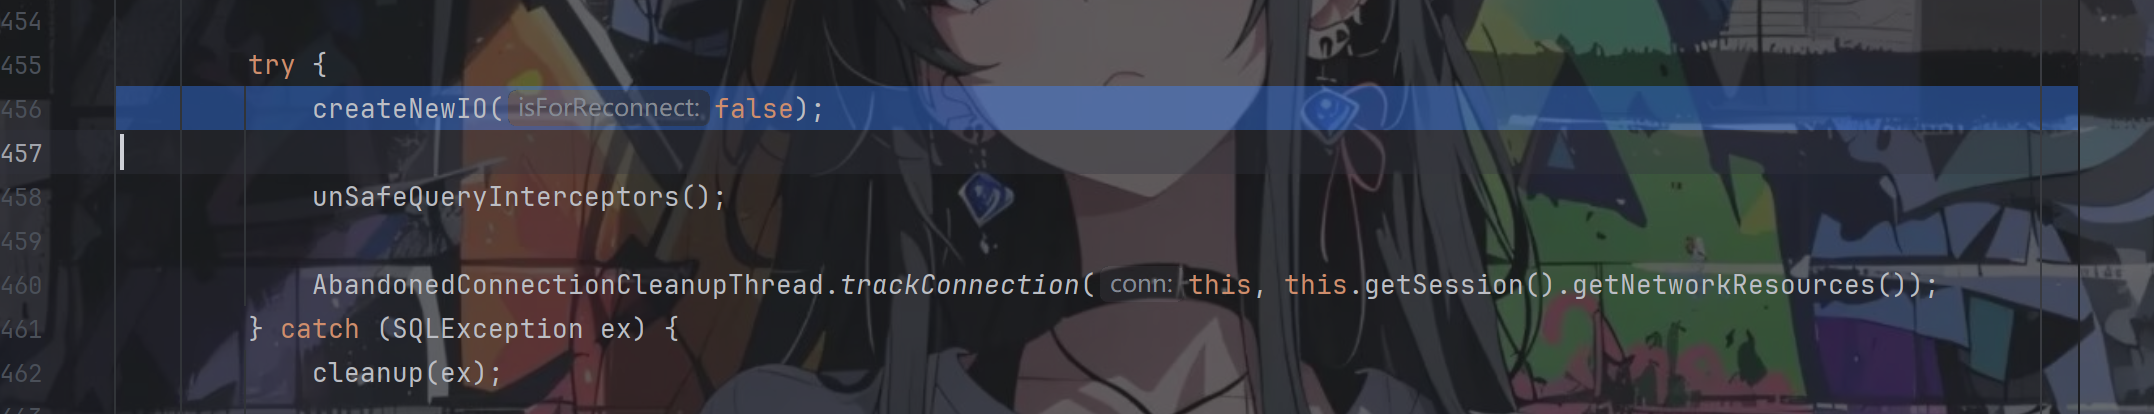 454
455 try {
456 createNewIO( isForReconnect: false);
457
458 unSafeQueryInterceptors();
459
460 AbandonedConnectionCleanupThread.trackConnection( conn: this, this.getSession().getNetworkResources());
461 } catch (SQLException ex) {
462 cleanup(ex);